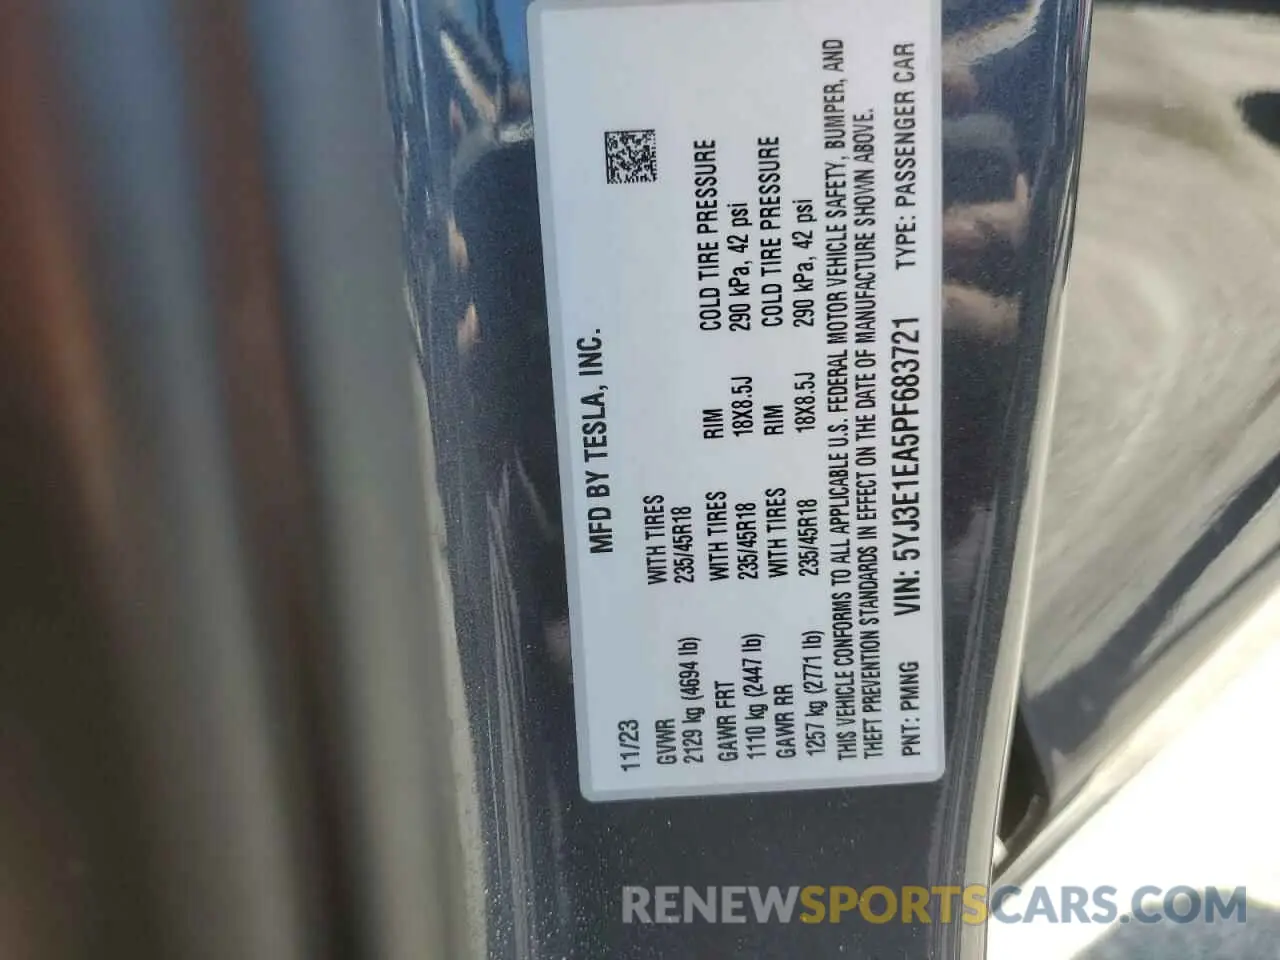 MFD BY TESLA, INC.
11/23
GVWR WITH TIRES
2129 kg (4694 lb) 235/45R18
GAWR FRT WITH TIRES RIM COLD TIRE PRESSURE
1110 kg (2447 lb) 235/45R18 18X8.5J 290 kPa, 42 psi
GAWR RR WITH TIRES RIM COLD TIRE PRESSURE
1257 kg (2771 lb) 235/45R18 18X8.5J 290 kPa, 42 psi
THIS VEHICLE CONFORMS TO ALL APPLICABLE U.S. FEDERAL MOTOR VEHICLE SAFETY, BUMPER, AND
THEFT PREVENTION STANDARDS IN EFFECT ON THE DATE OF MANUFACTURE SHOWN ABOVE.
PNT: PMNG VIN: 5YJ3E1EA5PF683721 TYPE: PASSENGER CAR
RENEWSPORTSCARS.COM